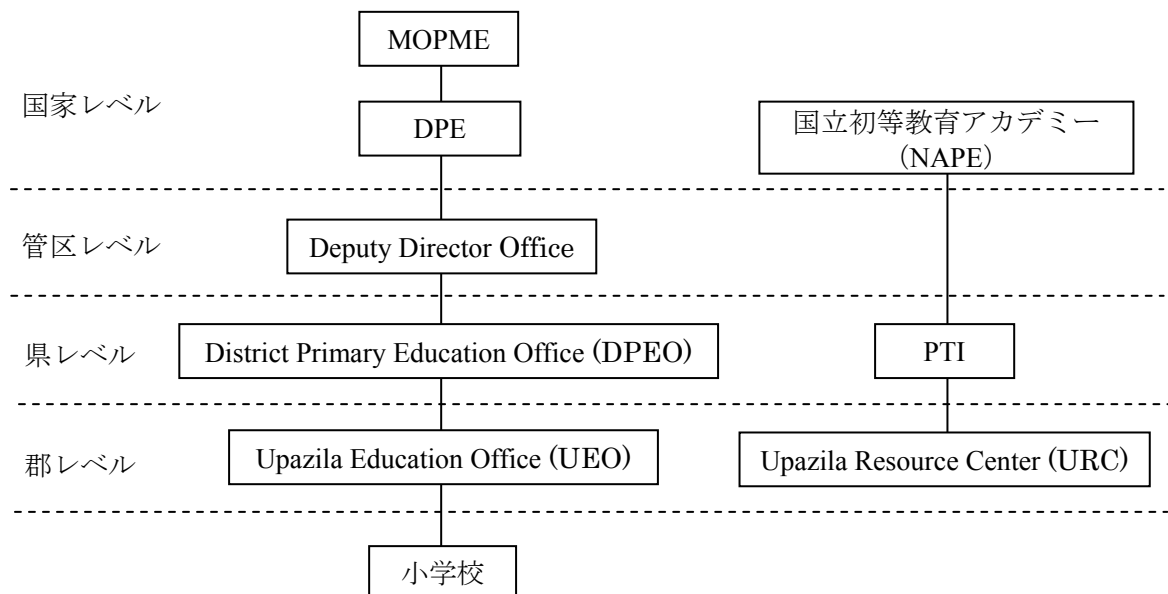 MOPME
国家レベル
DPE
国立初等教育アカデミー
(NAPE)
管区レベル
Deputy Director Office
県レベル
District Primary Education Office (DPEO)
PTI
郡レベル
Upazila Education Office (UEO)
Upazila Resource Center (URC)
小学校